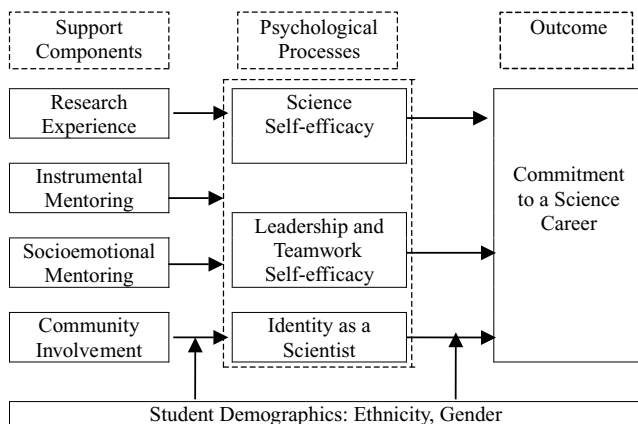 Support
Components
Psychological
Processes
Outcome
Research
Experience
Science
Self-efficacy
Instrumental
Mentoring
Commitment
to a Science
Career
Socioemotional
Mentoring
Leadership and
Teamwork
Self-efficacy
Community
Involvement
Identity as a
Scientist
Student Demographics: Ethnicity, Gender